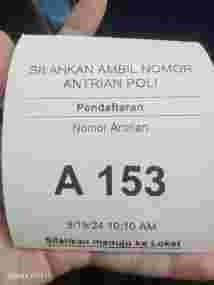 SILAHKAN AMBIL NOMOR
ANTRIAN POLI
Pendaftaran
Nomor Antrian
A 153
9/19/24 10:10 AM
Silahkan menuju ke Loket